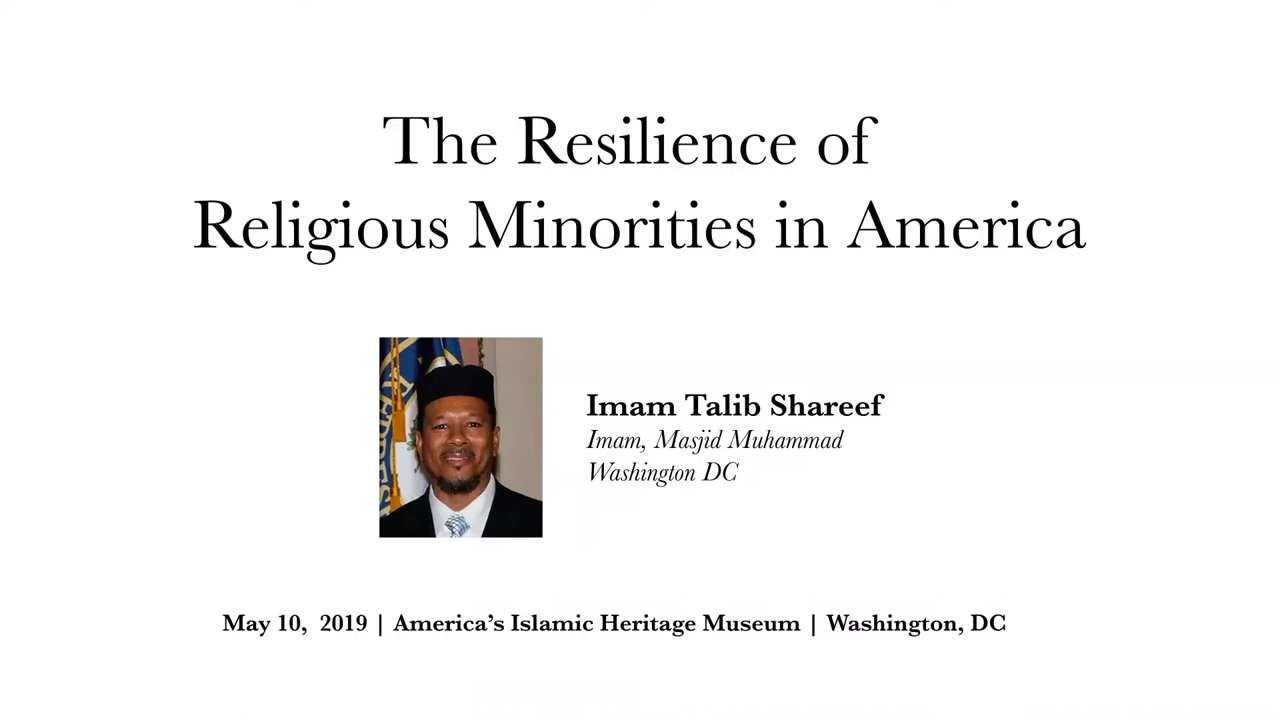 The Resilience of
Religious Minorities in America
Imam Talib Shareef
Imam, Masjid Muhammad
Washington DC
May 10, 2019 | America’s Islamic Heritage Museum | Washington, DC